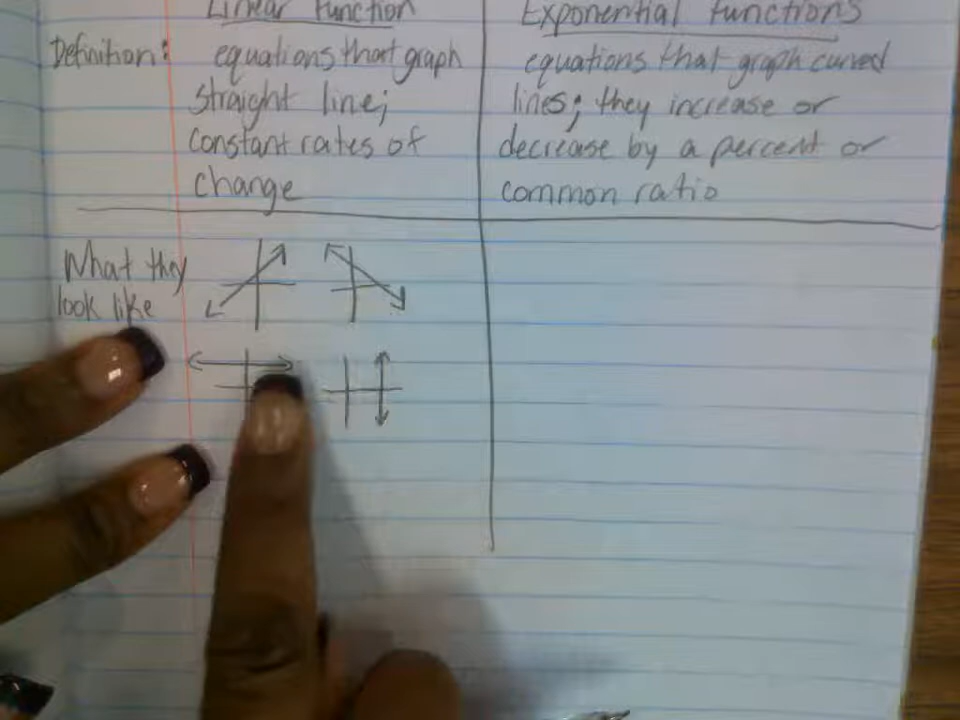 Linear Function
Exponential Functions
Definition:
equations that graph
straight line;
constant rates of
change
equations that graph curved
lines; they increase or
decrease by a percent or
common ratio
What they
look like